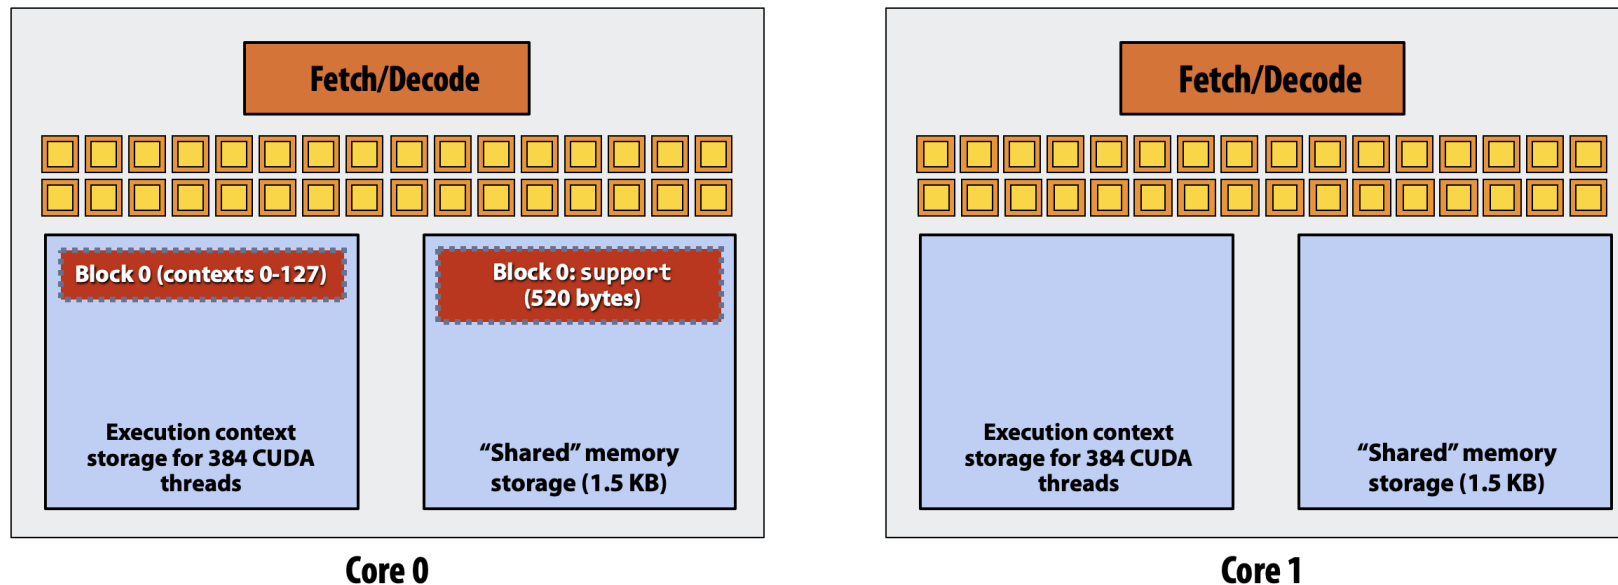 Fetch/Decode
Block 0 (contexts 0-127)
Block 0: support
(520 bytes)
Execution context
storage for 384 CUDA
threads
“Shared” memory
storage (1.5 KB)
Core 0
Fetch/Decode
Execution context
storage for 384 CUDA
threads
“Shared” memory
storage (1.5 KB)
Core 1